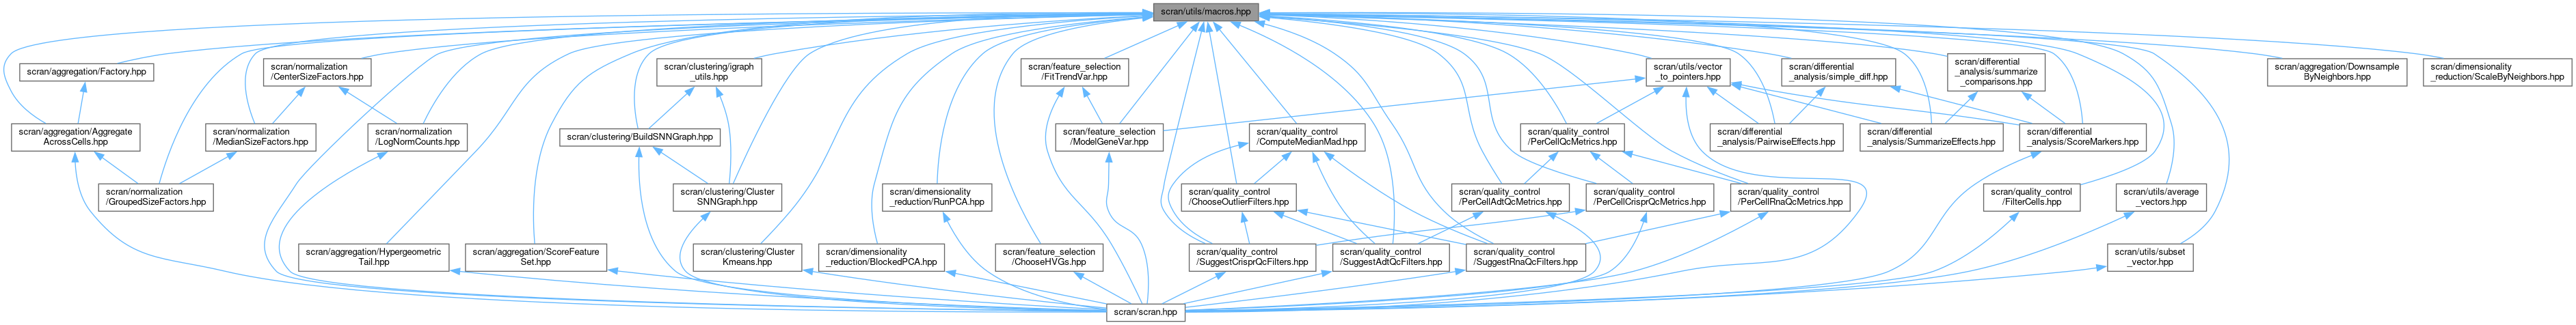 scran/utils/macros.hpp
scran/aggregation/Factory.hpp
scran/normalization
/CenterSizeFactors.hpp
scran/clustering/igraph
_utils.hpp
scran/feature_selection
/FitTrendVar.hpp
scran/utils/vector
_to_pointers.hpp
scran/differential
_analysis/simple_diff.hpp
scran/differential
_analysis/summarize
_comparisons.hpp
scran/aggregation/Downsample
ByNeighbors.hpp
scran/dimensionality
_reduction/ScaleByNeighbors.hpp
scran/aggregation/Aggregate
AcrossCells.hpp
scran/normalization
/MedianSizeFactors.hpp
scran/normalization
/LogNormCounts.hpp
scran/clustering/BuildSNNGraph.hpp
scran/feature_selection
/ModelGeneVar.hpp
scran/quality_control
/ComputeMedianMad.hpp
scran/quality_control
/PerCellQcMetrics.hpp
scran/differential
_analysis/PairwiseEffects.hpp
scran/differential
_analysis/SummarizeEffects.hpp
scran/differential
_analysis/ScoreMarkers.hpp
scran/normalization
/GroupedSizeFactors.hpp
scran/clustering/Cluster
SNNGraph.hpp
scran/dimensionality
_reduction/RunPCA.hpp
scran/quality_control
/ChooseOutlierFilters.hpp
scran/quality_control
/PerCellAdtQcMetrics.hpp
scran/quality_control
/PerCellCrisprQcMetrics.hpp
scran/quality_control
/PerCellRnaQcMetrics.hpp
scran/quality_control
/FilterCells.hpp
scran/utils/average
_vectors.hpp
scran/aggregation/Hypergeometric
Tail.hpp
scran/aggregation/ScoreFeature
Set.hpp
scran/clustering/Cluster
Kmeans.hpp
scran/dimensionality
_reduction/BlockedPCA.hpp
scran/feature_selection
/ChooseHVGs.hpp
scran/quality_control
/SuggestCrisprQcFilters.hpp
scran/quality_control
/SuggestAdtQcFilters.hpp
scran/quality_control
/SuggestRnaQcFilters.hpp
scran/utils/subset
_vector.hpp
scran/scran.hpp